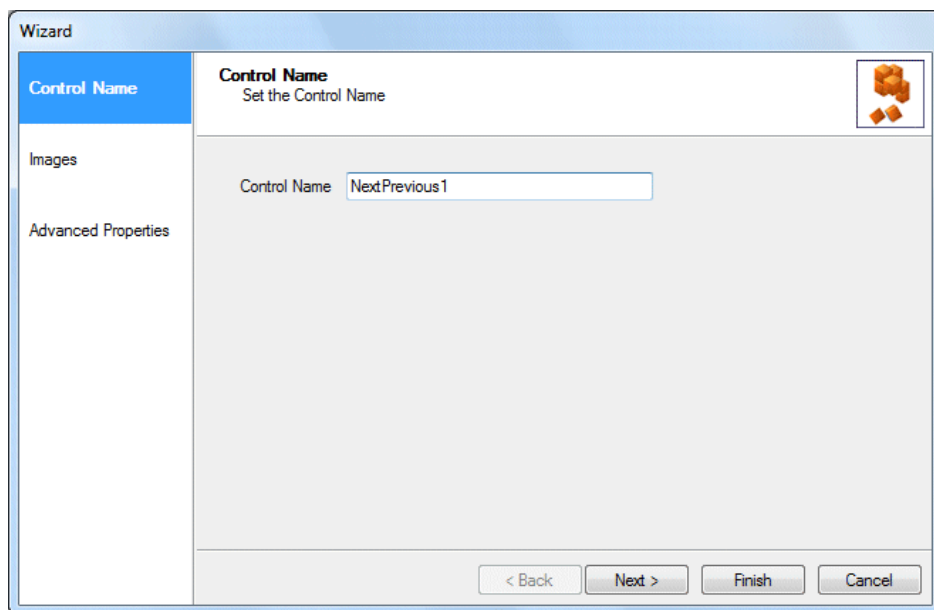 Wizard
Control Name
Images
Advanced Properties
Control Name
Set the Control Name
Control Name NextPrevious1
< Back Next > Finish Cancel